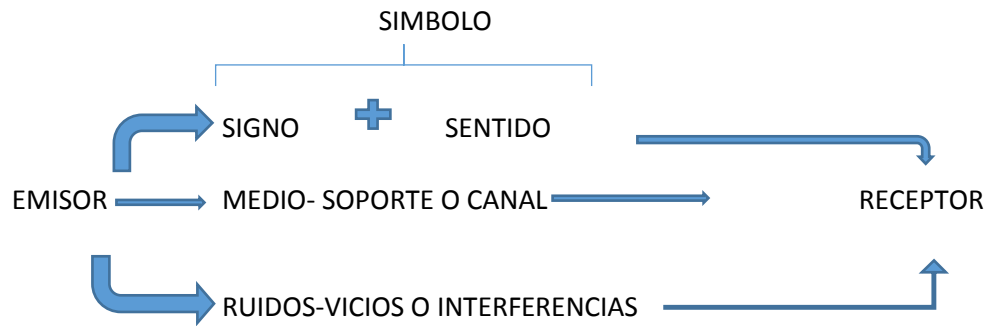 SIMBOLO
SIGNO SENTIDO
EMISOR MEDIO- SOPORTE O CANAL RECEPTOR
RUIDOS-VICIOS O INTERFERENCIAS